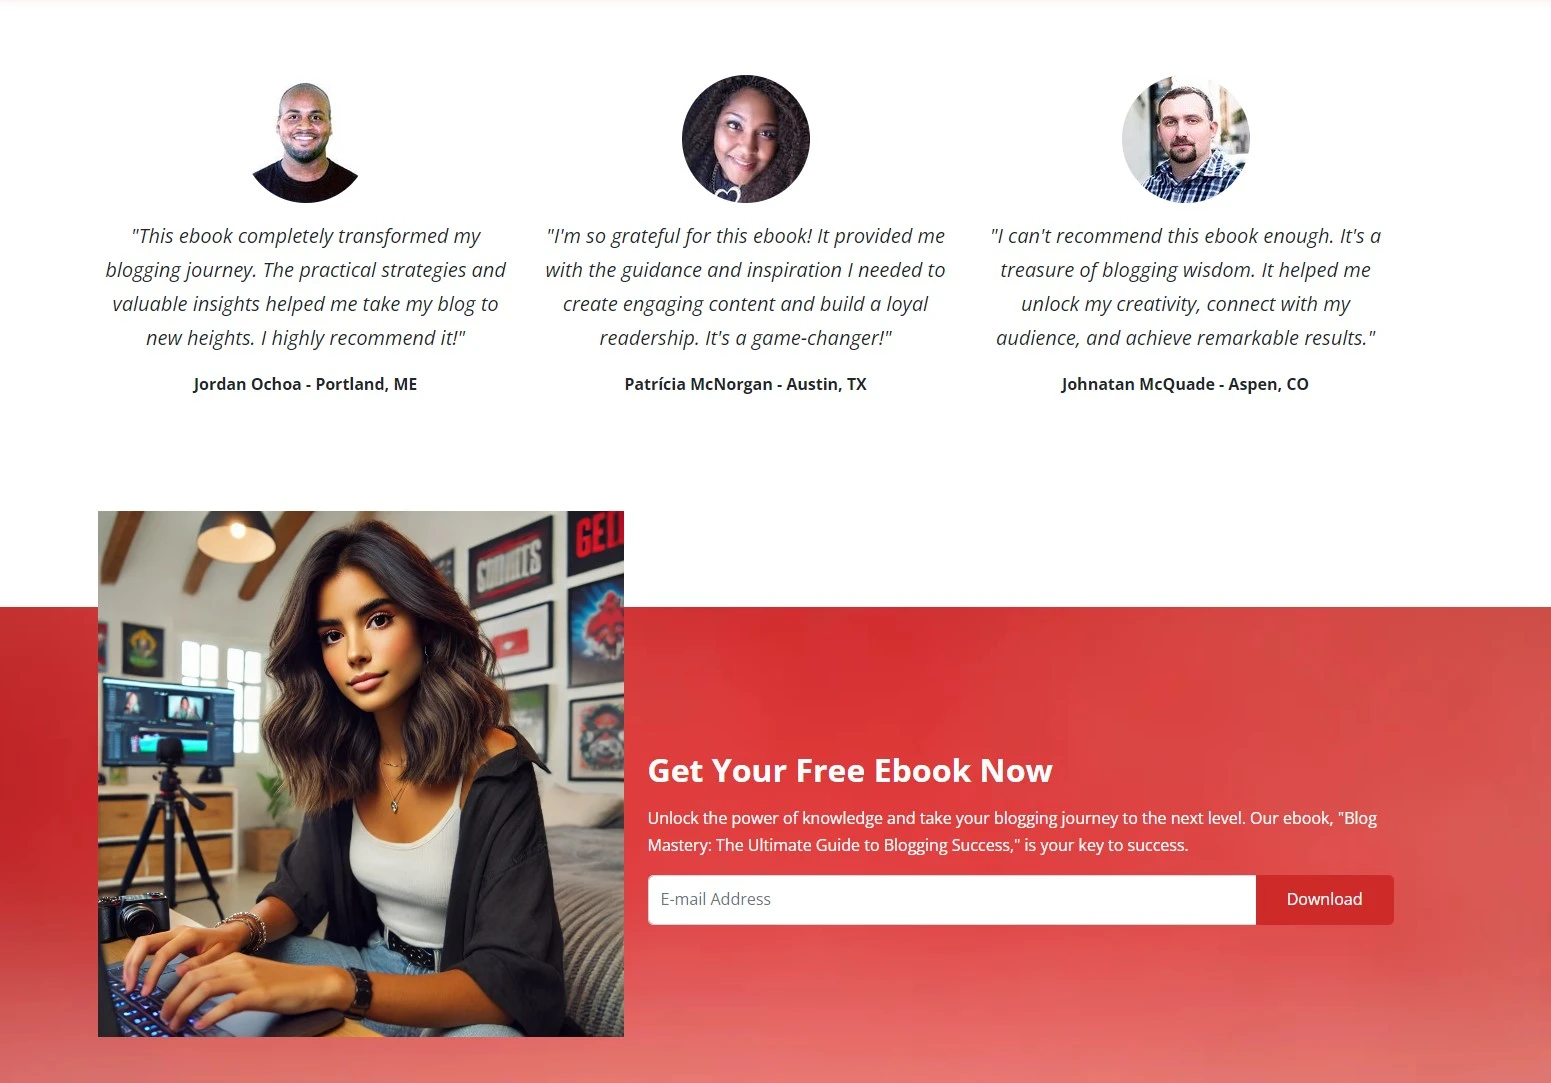 "This ebook completely transformed my
blogging journey. The practical strategies and
valuable insights helped me take my blog to
new heights. I highly recommend it!"
Jordan Ochoa - Portland, ME
"I'm so grateful for this ebook! It provided me
with the guidance and inspiration I needed to
create engaging content and build a loyal
readership. It's a game-changer!"
Patrícia McNorgan - Austin, TX
"I can't recommend this ebook enough. It's a
treasure of blogging wisdom. It helped me
unlock my creativity, connect with my
audience, and achieve remarkable results."
Johnatan McQuade - Aspen, CO
Get Your Free Ebook Now
Unlock the power of knowledge and take your blogging journey to the next level. Our ebook, "Blog
Mastery: The Ultimate Guide to Blogging Success," is your key to success.
E-mail Address
Download